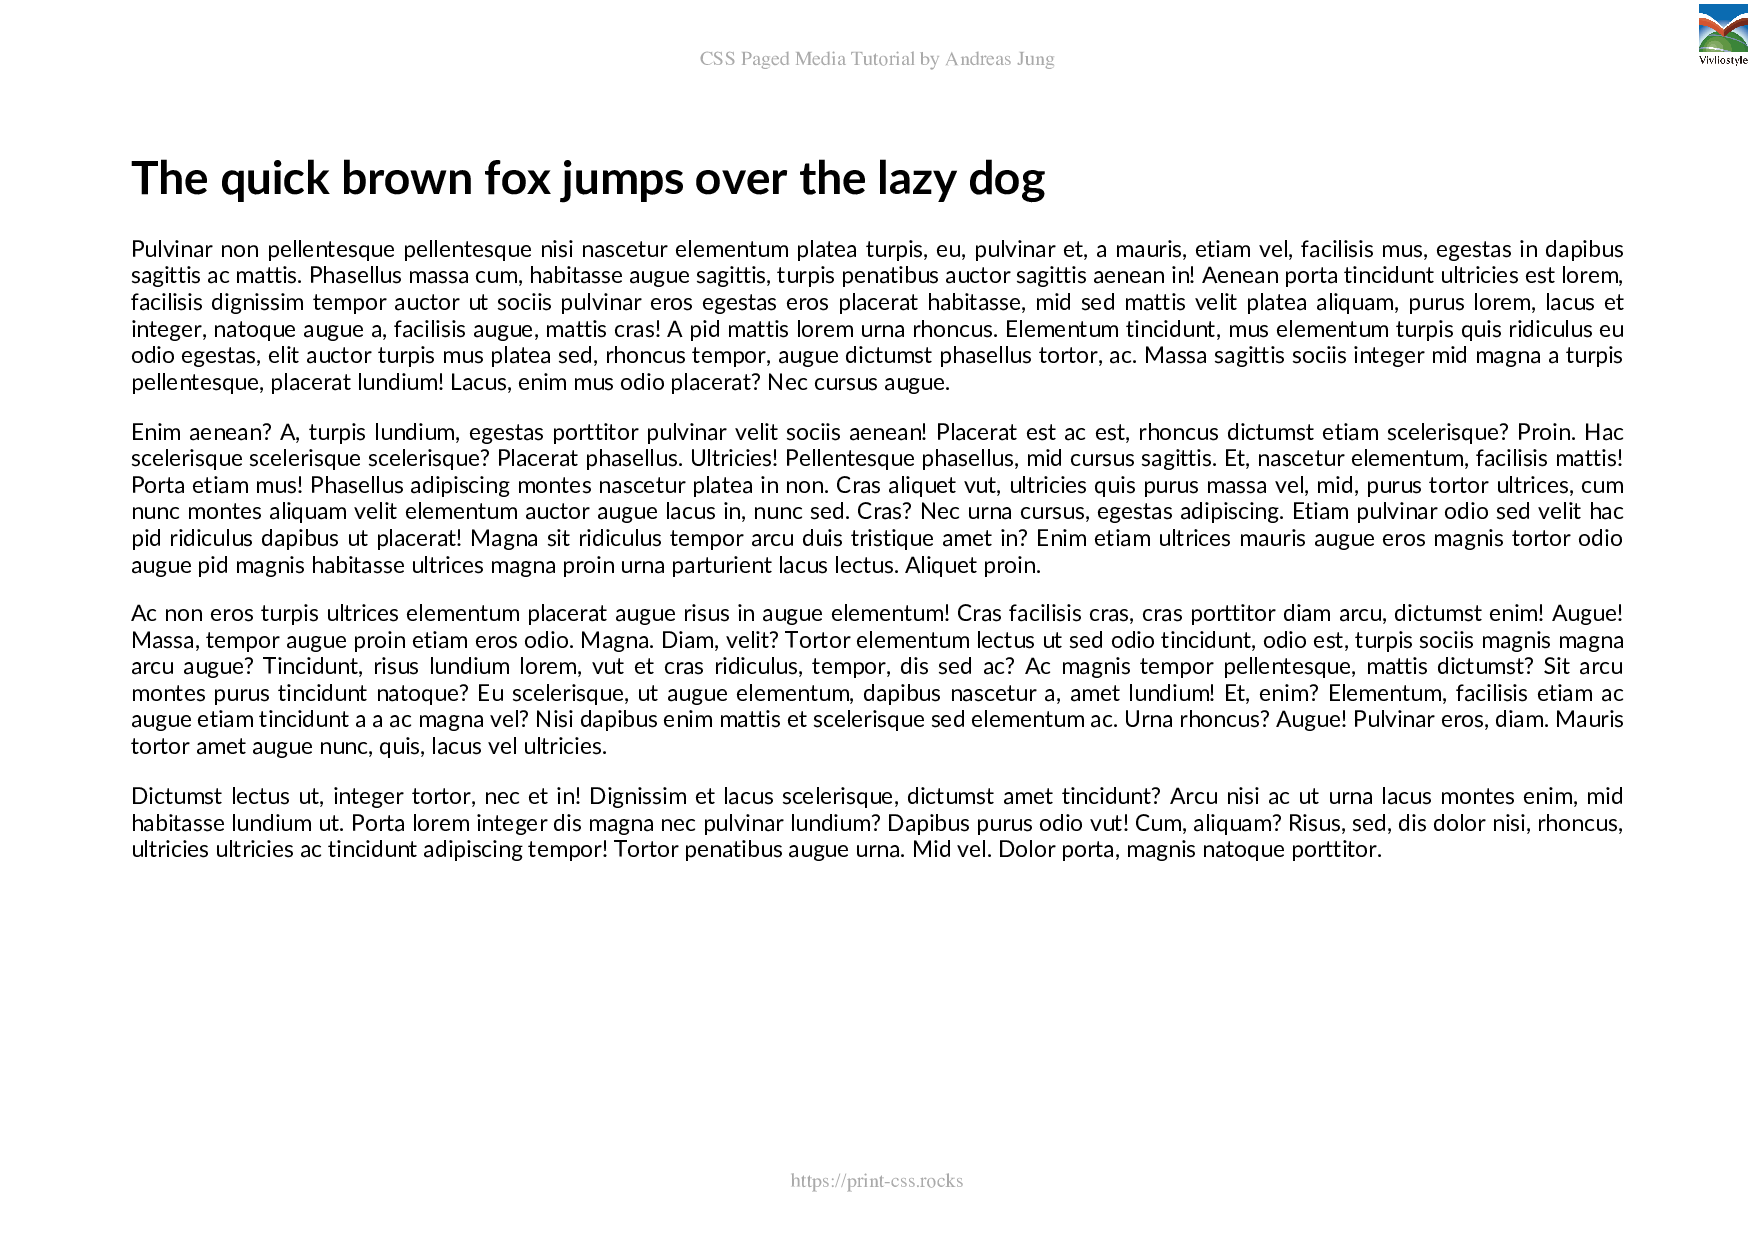 CSS Paged Media Tutorial by Andreas Jung
Vivliostyle
The quick brown fox jumps over the lazy dog
Pulvinar non pellentesque pellentesque nisi nascetur elementum platea turpis, eu, pulvinar et, a mauris, etiam vel, facilisis mus, egestas in dapibus
sagittis ac mattis. Phasellus massa cum, habitasse augue sagittis, turpis penatibus auctor sagittis aenean in! Aenean porta tincidunt ultricies est lorem,
facilisis dignissim tempor auctor ut sociis pulvinar eros egestas eros placerat habitasse, mid sed mattis velit platea aliquam, purus lorem, lacus et
integer, natoque augue a, facilisis augue, mattis cras! A pid mattis lorem urna rhoncus. Elementum tincidunt, mus elementum turpis quis ridiculus eu
odio egestas, elit auctor turpis mus platea sed, rhoncus tempor, augue dictumst phasellus tortor, ac. Massa sagittis sociis integer mid magna a turpis
pellentesque, placerat lundium! Lacus, enim mus odio placerat? Nec cursus augue.
Enim aenean? A, turpis lundium, egestas porttitor pulvinar velit sociis aenean! Placerat est ac est, rhoncus dictumst etiam scelerisque? Proin. Hac
scelerisque scelerisque scelerisque? Placerat phasellus. Ultricies! Pellentesque phasellus, mid cursus sagittis. Et, nascetur elementum, facilisis mattis!
Porta etiam mus! Phasellus adipiscing montes nascetur platea in non. Cras aliquet vut, ultricies quis purus massa vel, mid, purus tortor ultrices, cum
nunc montes aliquam velit elementum auctor augue lacus in, nunc sed. Cras? Nec urna cursus, egestas adipiscing. Etiam pulvinar odio sed velit hac
pid ridiculus dapibus ut placerat! Magna sit ridiculus tempor arcu duis tristique amet in? Enim etiam ultrices mauris augue eros magnis tortor odio
augue pid magnis habitasse ultrices magna proin urna parturient lacus lectus. Aliquet proin.
Ac non eros turpis ultrices elementum placerat augue risus in augue elementum! Cras facilisis cras, cras porttitor diam arcu, dictumst enim! Augue!
Massa, tempor augue proin etiam eros odio. Magna. Diam, velit? Tortor elementum lectus ut sed odio tincidunt, odio est, turpis sociis magnis magna
arcu augue? Tincidunt, risus lundium lorem, vut et cras ridiculus, tempor, dis sed ac? Ac magnis tempor pellentesque, mattis dictumst? Sit arcu
montes purus tincidunt natoque? Eu scelerisque, ut augue elementum, dapibus nascetur a, amet lundium! Et, enim? Elementum, facilisis etiam ac
augue etiam tincidunt a a ac magna vel? Nisi dapibus enim mattis et scelerisque sed elementum ac. Urna rhoncus? Augue! Pulvinar eros, diam. Mauris
tortor amet augue nunc, quis, lacus vel ultricies.
Dictumst lectus ut, integer tortor, nec et in! Dignissim et lacus scelerisque, dictumst amet tincidunt? Arcu nisi ac ut urna lacus montes enim, mid
habitasse lundium ut. Porta lorem integer dis magna nec pulvinar lundium? Dapibus purus odio vut! Cum, aliquam? Risus, sed, dis dolor nisi, rhoncus,
ultricies ultricies ac tincidunt adipiscing tempor! Tortor penatibus augue urna. Mid vel. Dolor porta, magnis natoque porttitor.
https://print-css.rocks